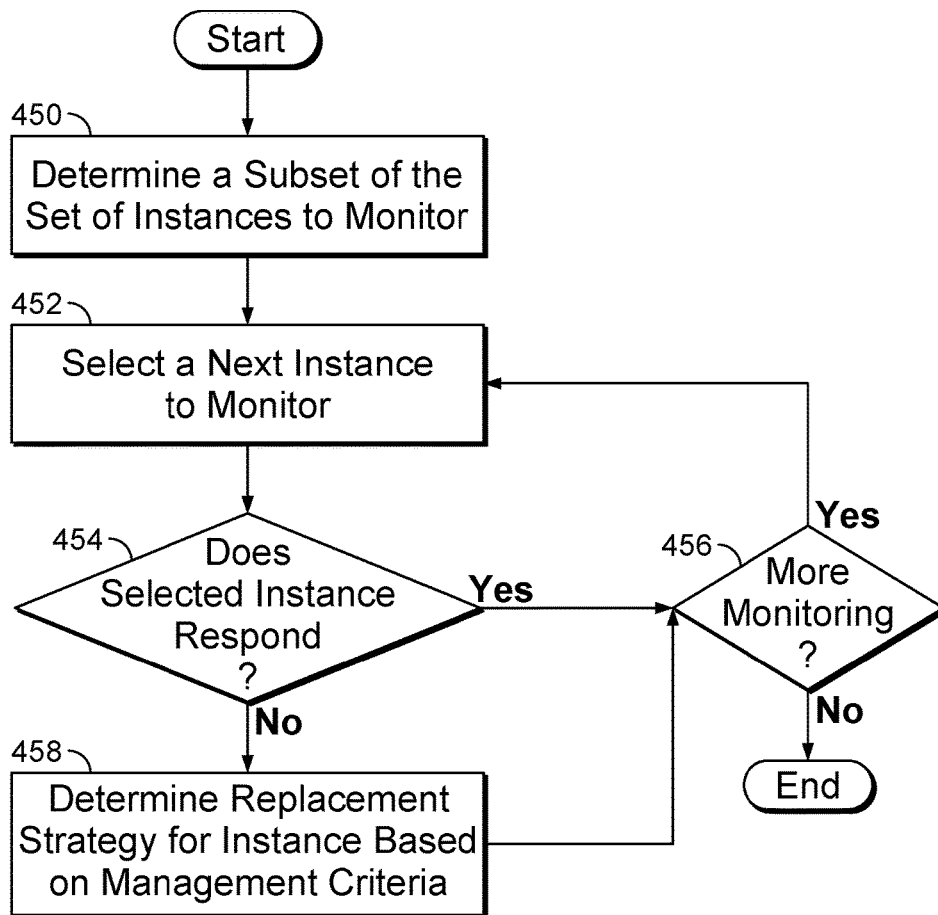 Start
450
Determine a Subset of the
Set of Instances to Monitor
452
Select a Next Instance
to Monitor
454
Does
Selected Instance
Respond
?
Yes
No
456
More
Monitoring
?
Yes
No
End
458
Determine Replacement
Strategy for Instance Based
on Management Criteria